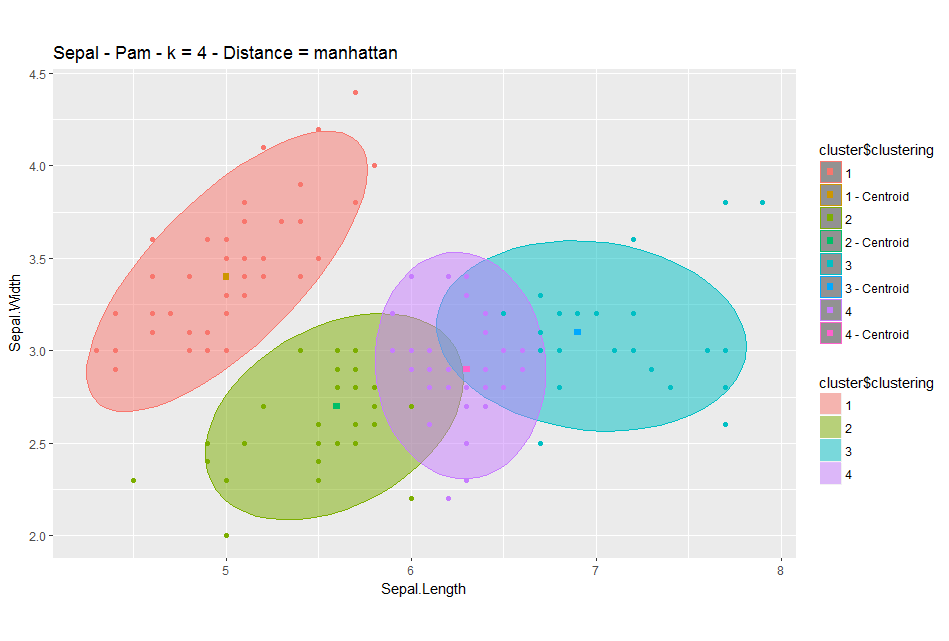 Sepal - Pam - k = 4 - Distance = manhattan
4.5
4.0
3.5
3.0
2.5
2.0
Sepal.Width
5
6
7
8
Sepal.Length
cluster$clustering
1
1 - Centroid
2
2 - Centroid
3
3 - Centroid
4
4 - Centroid
cluster$clustering
1
2
3
4